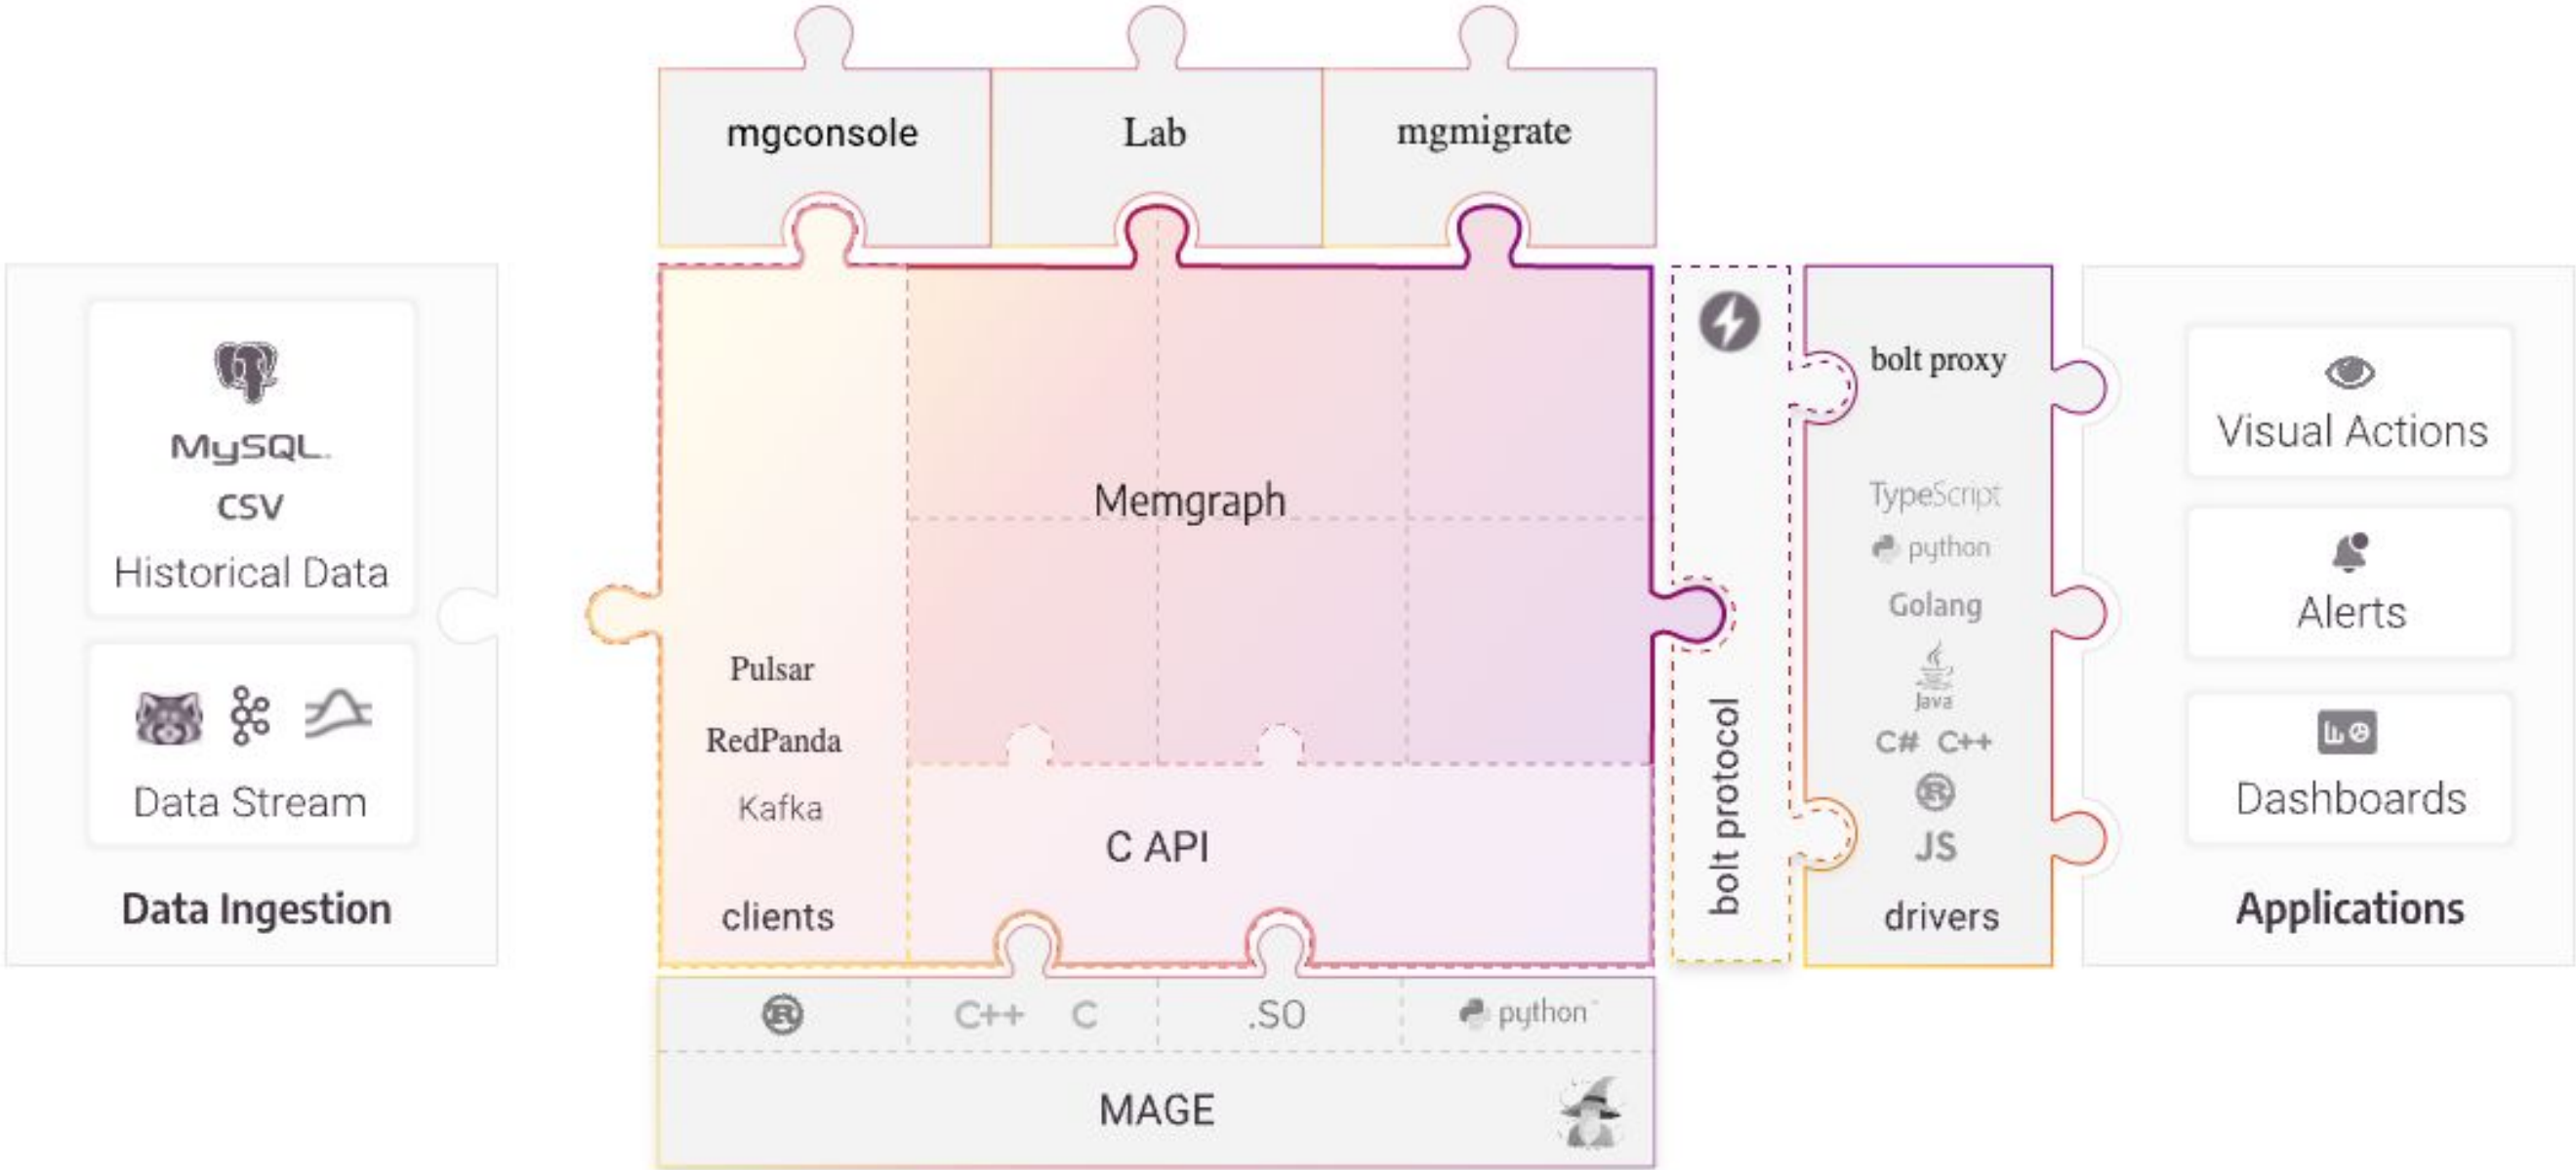 mgconsole
Lab
mgmigrate
MySQL
CSV
Historical Data
Data Stream
Data Ingestion
Memgraph
Pulsar
RedPanda
Kafka
clients
C API
bolt protocol
bolt proxy
TypeScript
python
Golang
Java
C# C++
R
JS
drivers
Visual Actions
Alerts
Dashboards
Applications
R
C++ C
.SO
python
MAGE